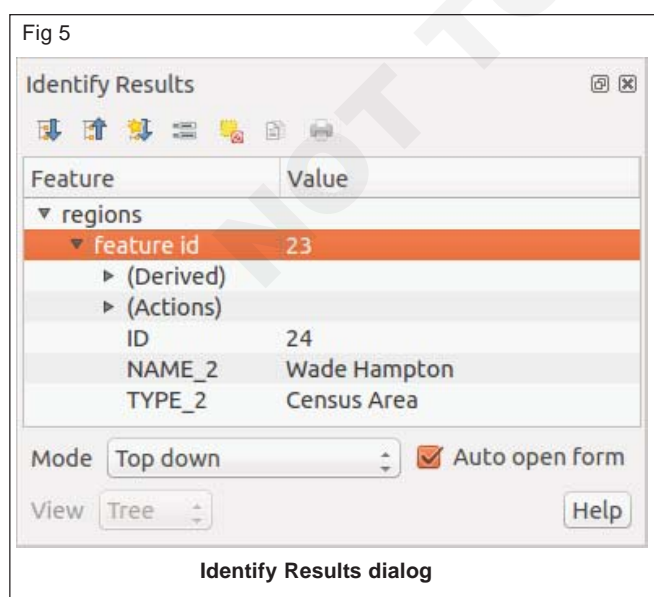 Fig 5
Identify Results
Feature Value
regions
feature id 23
(Derived)
(Actions)
ID 24
NAME_2 Wade Hampton
TYPE_2 Census Area
Mode Top down Auto open form
View Tree Help
Identify Results dialog
NOT T